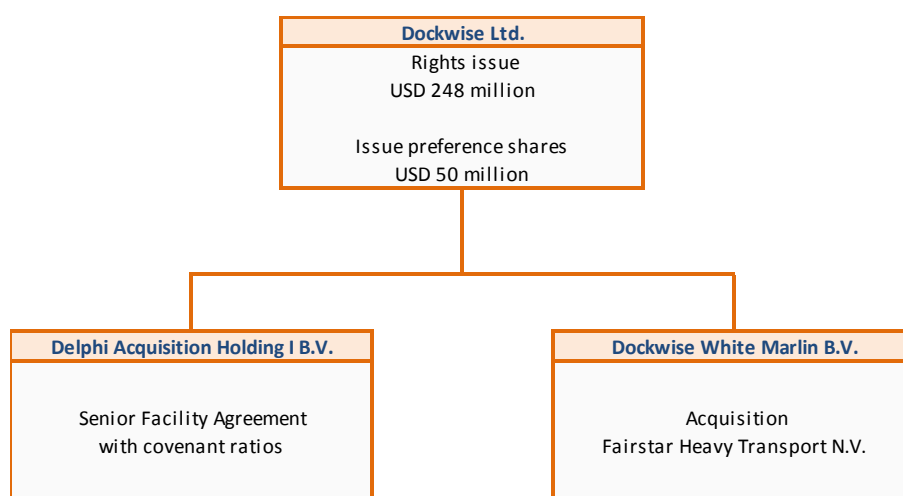 Dockwise Ltd.
Rights issue
USD 248 million
Issue preference shares
USD 50 million
Delphi Acquisition Holding I B.V.
Senior Facility Agreement
with covenant ratios
Dockwise White Marlin B.V.
Acquisition
Fairstar Heavy Transport N.V.